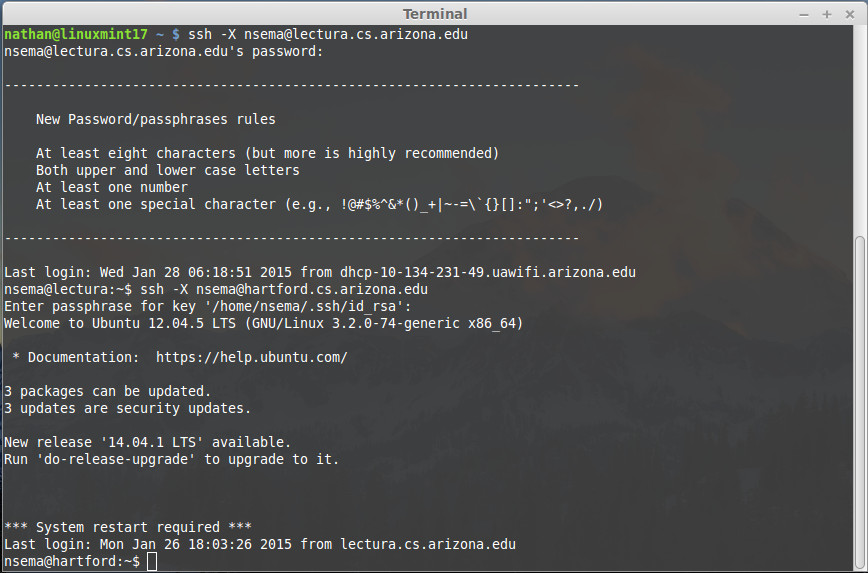 Terminal
nathan@linuxmint17 ~ $ ssh -X nsema@lectura.cs.arizona.edu
nsema@lectura.cs.arizona.edu's password:
------------------------------------------------------------------------
New Password/passphrases rules
At least eight characters (but more is highly recommended)
Both upper and lower case letters
At least one number
At least one special character (e.g., !@#$%^&*()_+|~-=\`{}[]:";'<>?,./)
------------------------------------------------------------------------
Last login: Wed Jan 28 06:18:51 2015 from dhcp-10-134-231-49.uawifi.arizona.edu
nsema@lectura:~$ ssh -X nsema@hartford.cs.arizona.edu
Enter passphrase for key '/home/nsema/.ssh/id_rsa':
Welcome to Ubuntu 12.04.5 LTS (GNU/Linux 3.2.0-74-generic x86_64)
* Documentation:  https://help.ubuntu.com/
3 packages can be updated.
3 updates are security updates.
New release '14.04.1 LTS' available.
Run 'do-release-upgrade' to upgrade to it.
*** System restart required ***
Last login: Mon Jan 26 18:03:26 2015 from lectura.cs.arizona.edu
nsema@hartford:~$